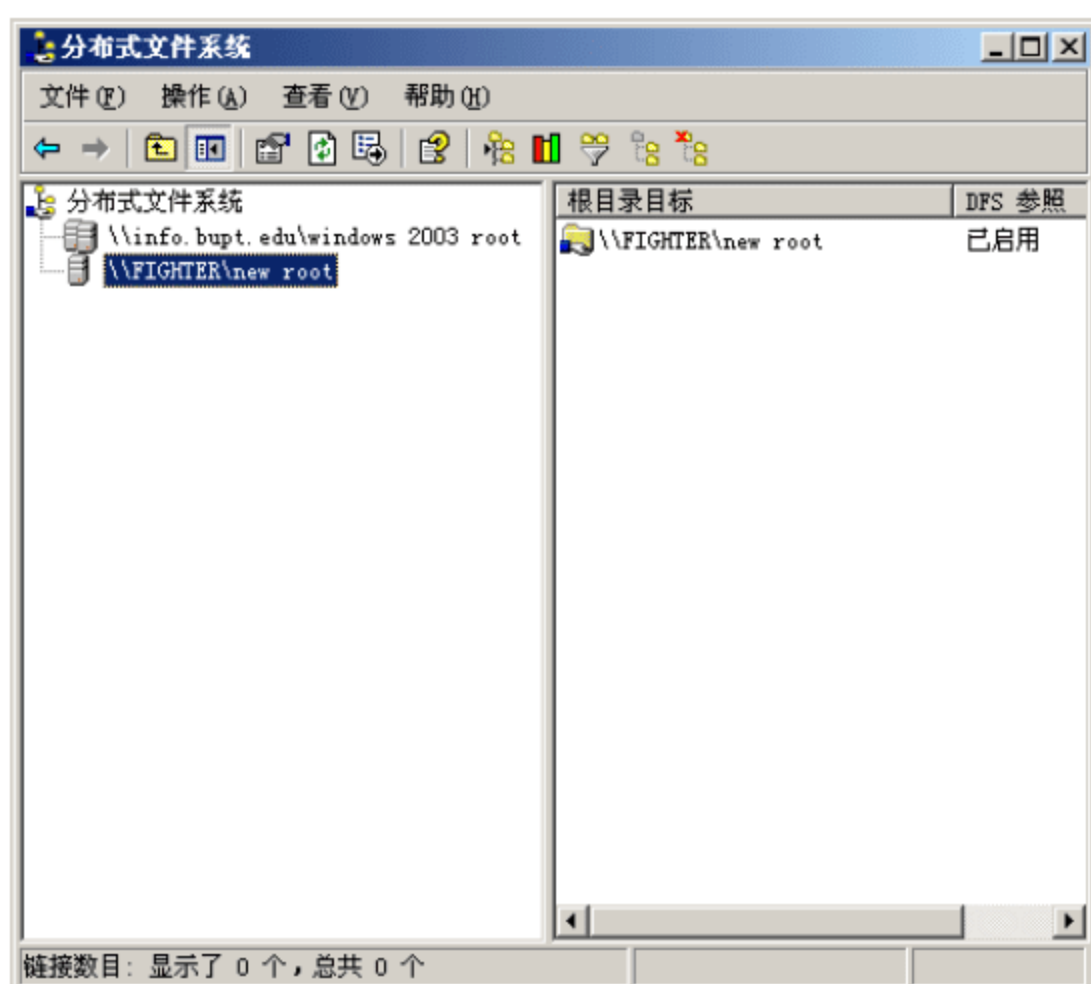 分布式文件系统
文件(F) 操作(A) 查看(V) 帮助(H)
分布式文件系统
\\info.bupt.edu\windows 2003 root
\\FIGHTER\new root
根目录目标 DFS 参照
\\FIGHTER\new root 已启用
链接数目: 显示了 0 个,总共 0 个